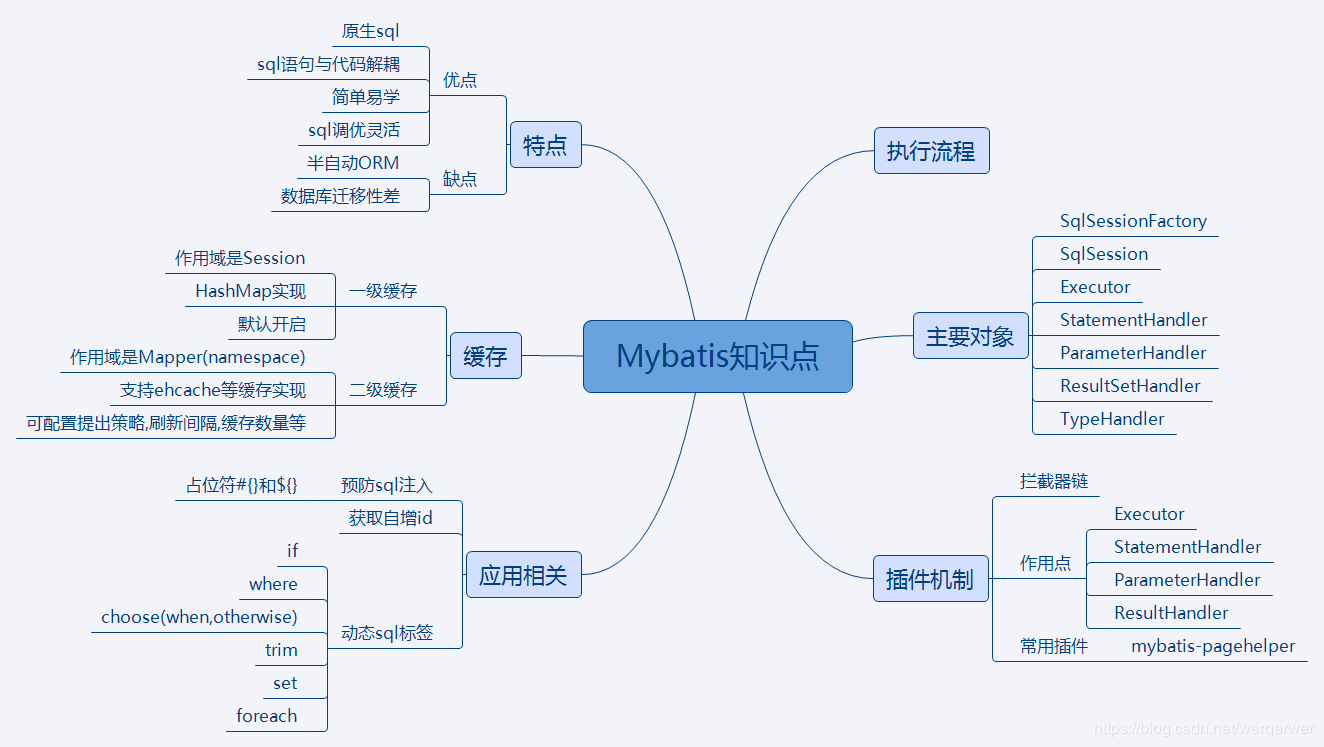 Mybatis知识点
特点
优点
原生sql
sql语句与代码解耦
简单易学
sql调优灵活
缺点
半自动ORM
数据库迁移性差
缓存
一级缓存
作用域是Session
HashMap实现
默认开启
二级缓存
作用域是Mapper(namespace)
支持ehcache等缓存实现
可配置提出策略,刷新间隔,缓存数量等
应用相关
预防sql注入
占位符#{}和${}
获取自增id
动态sql标签
if
where
choose(when,otherwise)
trim
set
foreach
执行流程
主要对象
SqlSessionFactory
SqlSession
Executor
StatementHandler
ParameterHandler
ResultSetHandler
TypeHandler
插件机制
拦截器链
作用点
Executor
StatementHandler
ParameterHandler
ResultHandler
常用插件
mybatis-pagehelper
https://blog.csdn.net/werqerwer